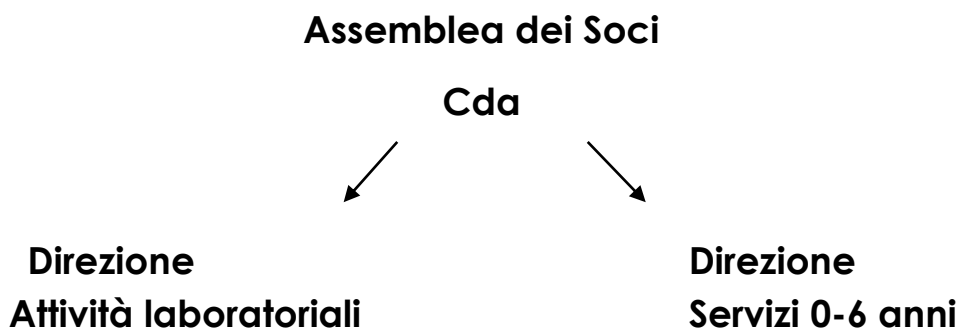 Assemblea dei Soci
Cda
Direzione
Attività laboratoriali
Direzione
Servizi 0-6 anni